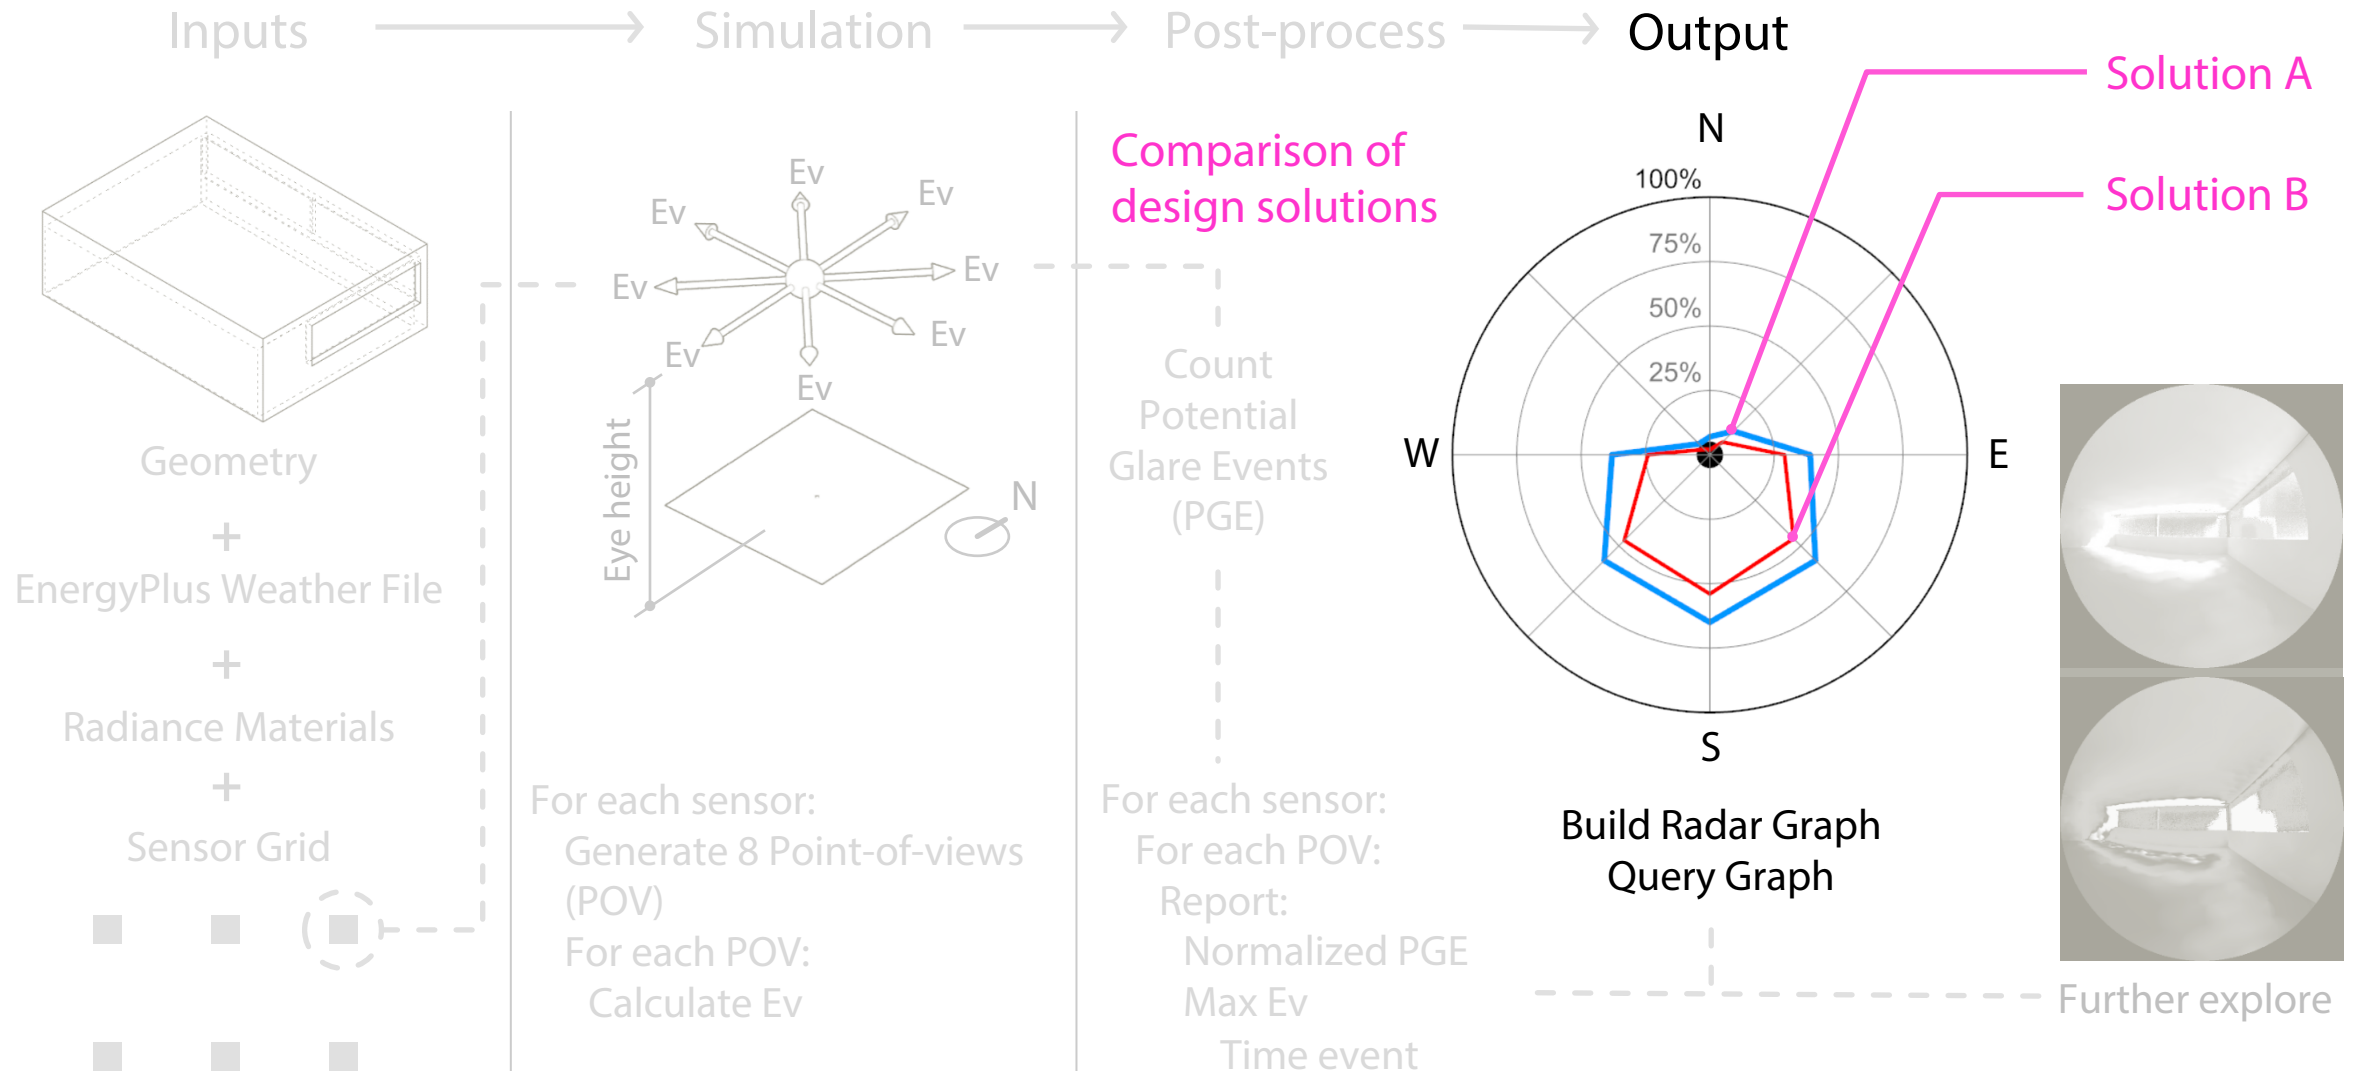 Inputs
Simulation
Post-process
Output
Geometry
+
EnergyPlus Weather File
+
Radiance Materials
+
Sensor Grid
Ev
Ev
Ev
Ev
Ev
Ev
Ev
Ev
Eye height
N
For each sensor:
Generate 8 Point-of-views
(POV)
For each POV:
Calculate Ev
Comparison of
design solutions
Count
Potential
Glare Events
(PGE)
For each sensor:
For each POV:
Report:
Normalized PGE
Max Ev
Time event
Solution A
Solution B
N
100%
75%
50%
25%
W
E
S
Build Radar Graph
Query Graph
Further explore